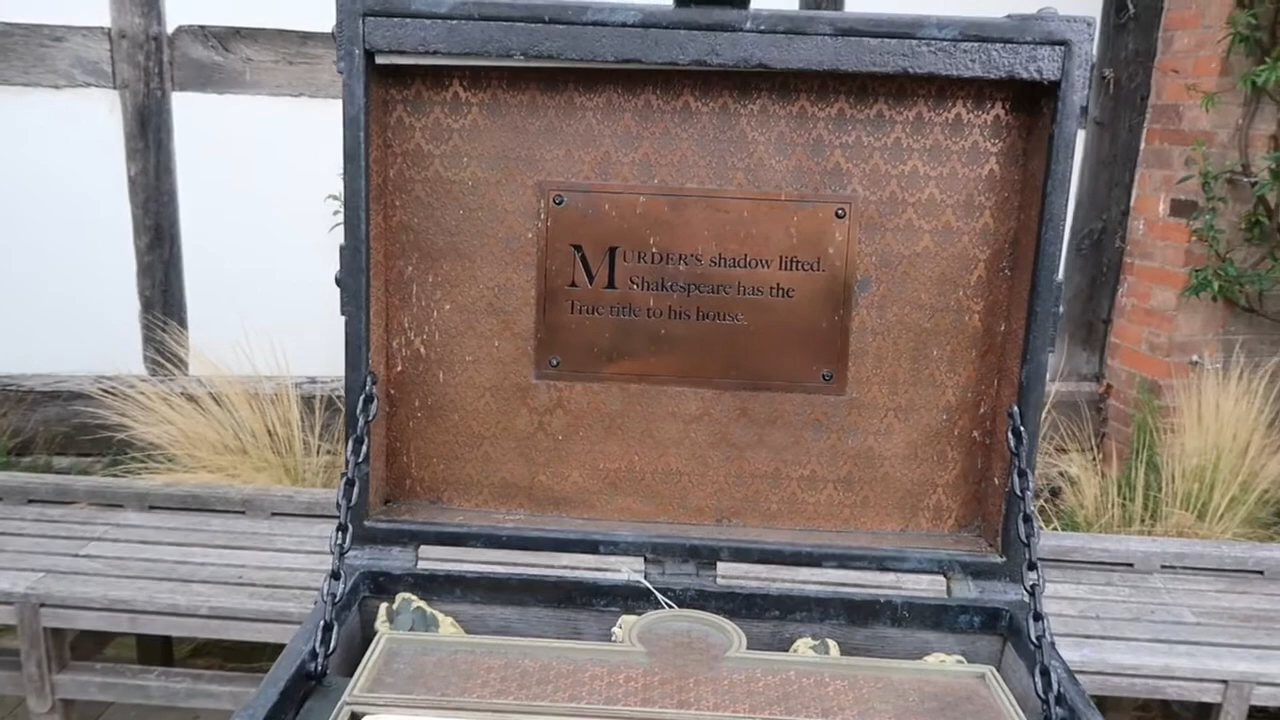 MURDER'S shadow lifted.
Shakespeare has the
True title to his house.